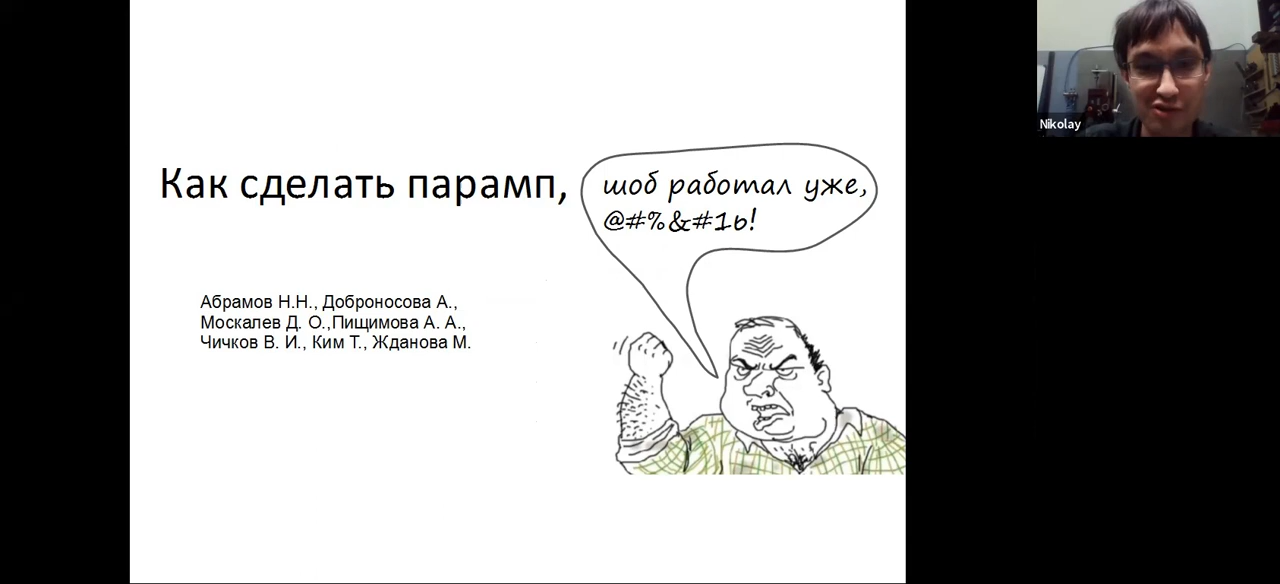 Как сделать парамп,
шоб работал уже,
@#%&#1ь!
Абрамов Н.Н., Доброносова А.,
Москалев Д. О.,Пищимова А. А.,
Чичков В. И., Ким Т., Жданова М.
Nikolay